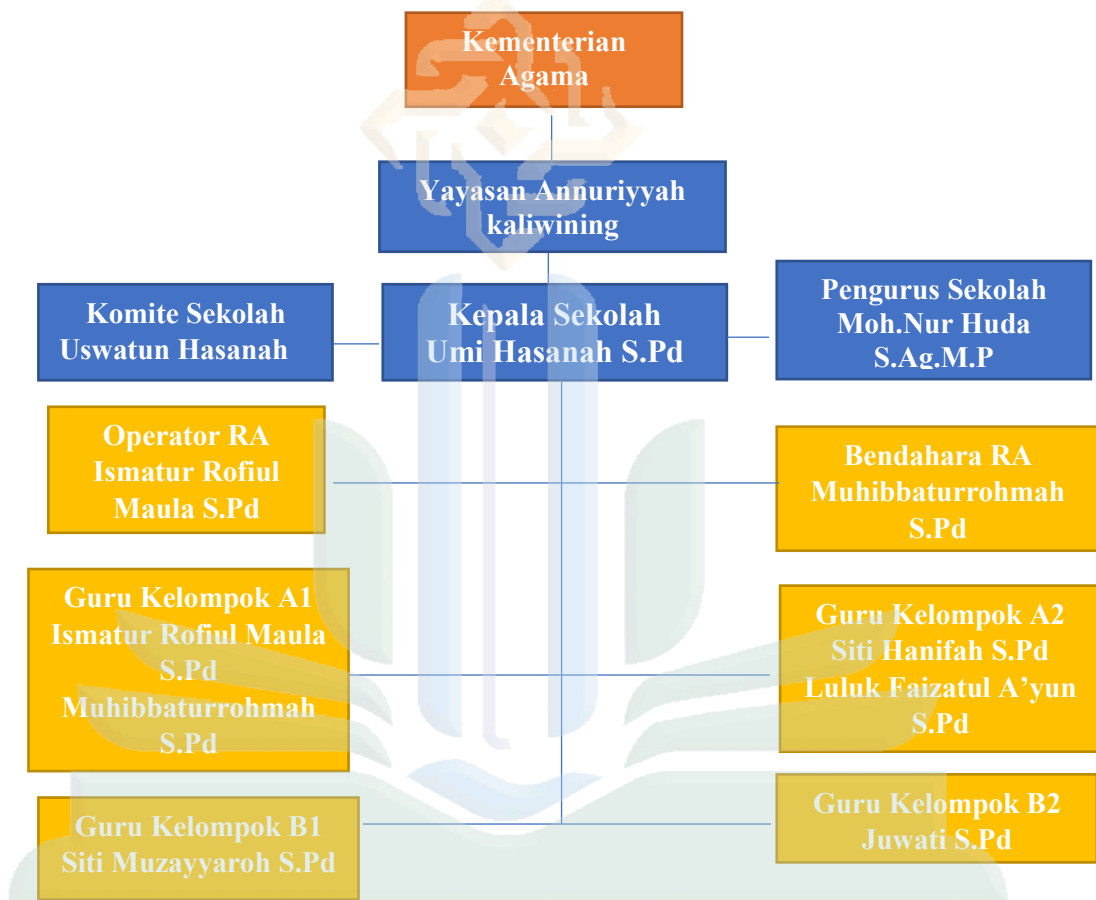 Kementerian
Agama
Yayasan Annuriyyah
kaliwining
Komite Sekolah
Uswatun Hasanah
Kepala Sekolah
Umi Hasanah S.Pd
Pengurus Sekolah
Moh.Nur Huda
S.Ag.M.P
Operator RA
Ismatur Rofiul
Maula S.Pd
Bendahara RA
Muhibbaturrohmah
S.Pd
Guru Kelompok A1
Ismatur Rofiul Maula
S.Pd
Muhibbaturrohmah
S.Pd
Guru Kelompok A2
Siti Hanifah S.Pd
Luluk Faizatul A’yun
S.Pd
Guru Kelompok B1
Siti Muzayyaroh S.Pd
Guru Kelompok B2
Juwati S.Pd